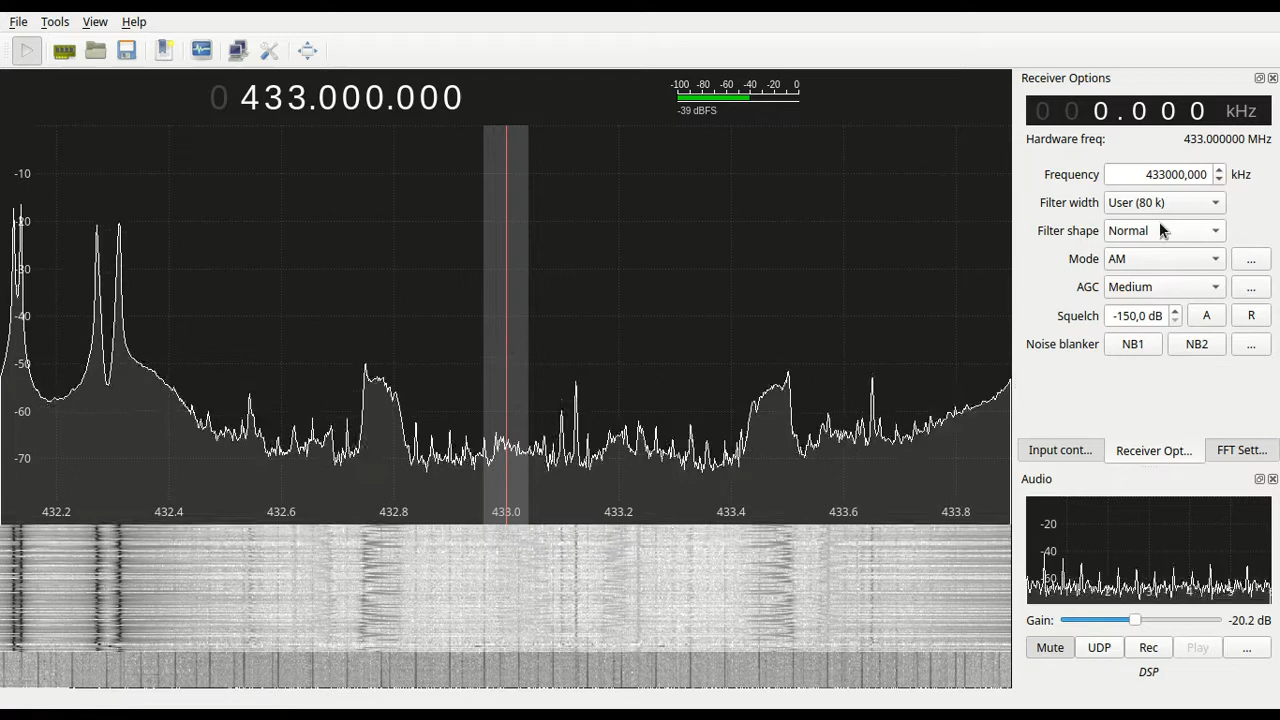 File Tools View Help
0 433.000.000
-100 -80 -60 -40 -20 0
-39 dBFS
-10
-20
-30
-40
-50
-60
-70
432.2 432.4 432.6 432.8 433.0 433.2 433.4 433.6 433.8
Receiver Options
0 0 0.0 0 0 kHz
Hardware freq: 433.000000 MHz
Frequency 433000,000 kHz
Filter width User (80 k)
Filter shape Normal
Mode AM ...
AGC Medium ...
Squelch -150,0 dB A R
Noise blanker NB1 NB2 ...
Input cont... Receiver Opt... FFT Sett...
Audio
-20
-40
Gain: -20.2 dB
Mute UDP Rec Play ...
DSP